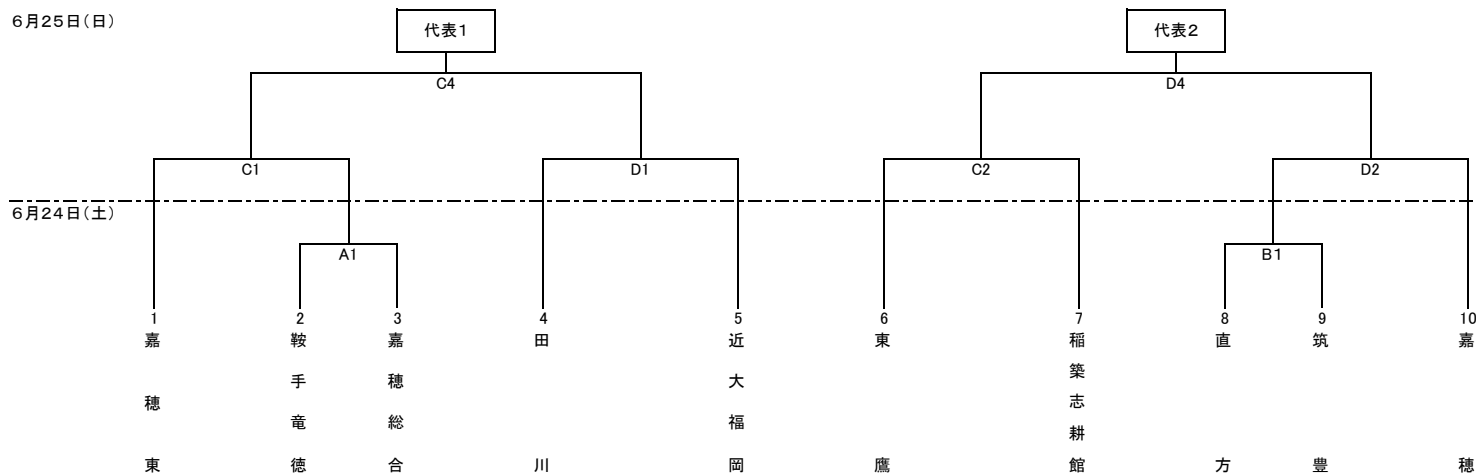 6月25日(日)
代表1
代表2
C4
D4
C1
D1
C2
D2
6月24日(土)
A1
B1
1
2
3
4
5
6
7
8
9
10
嘉穂東
鞍手竜徳
嘉穂総合
田川
近大福岡
東鷹
稲築志耕館
直方
筑豊
嘉穂